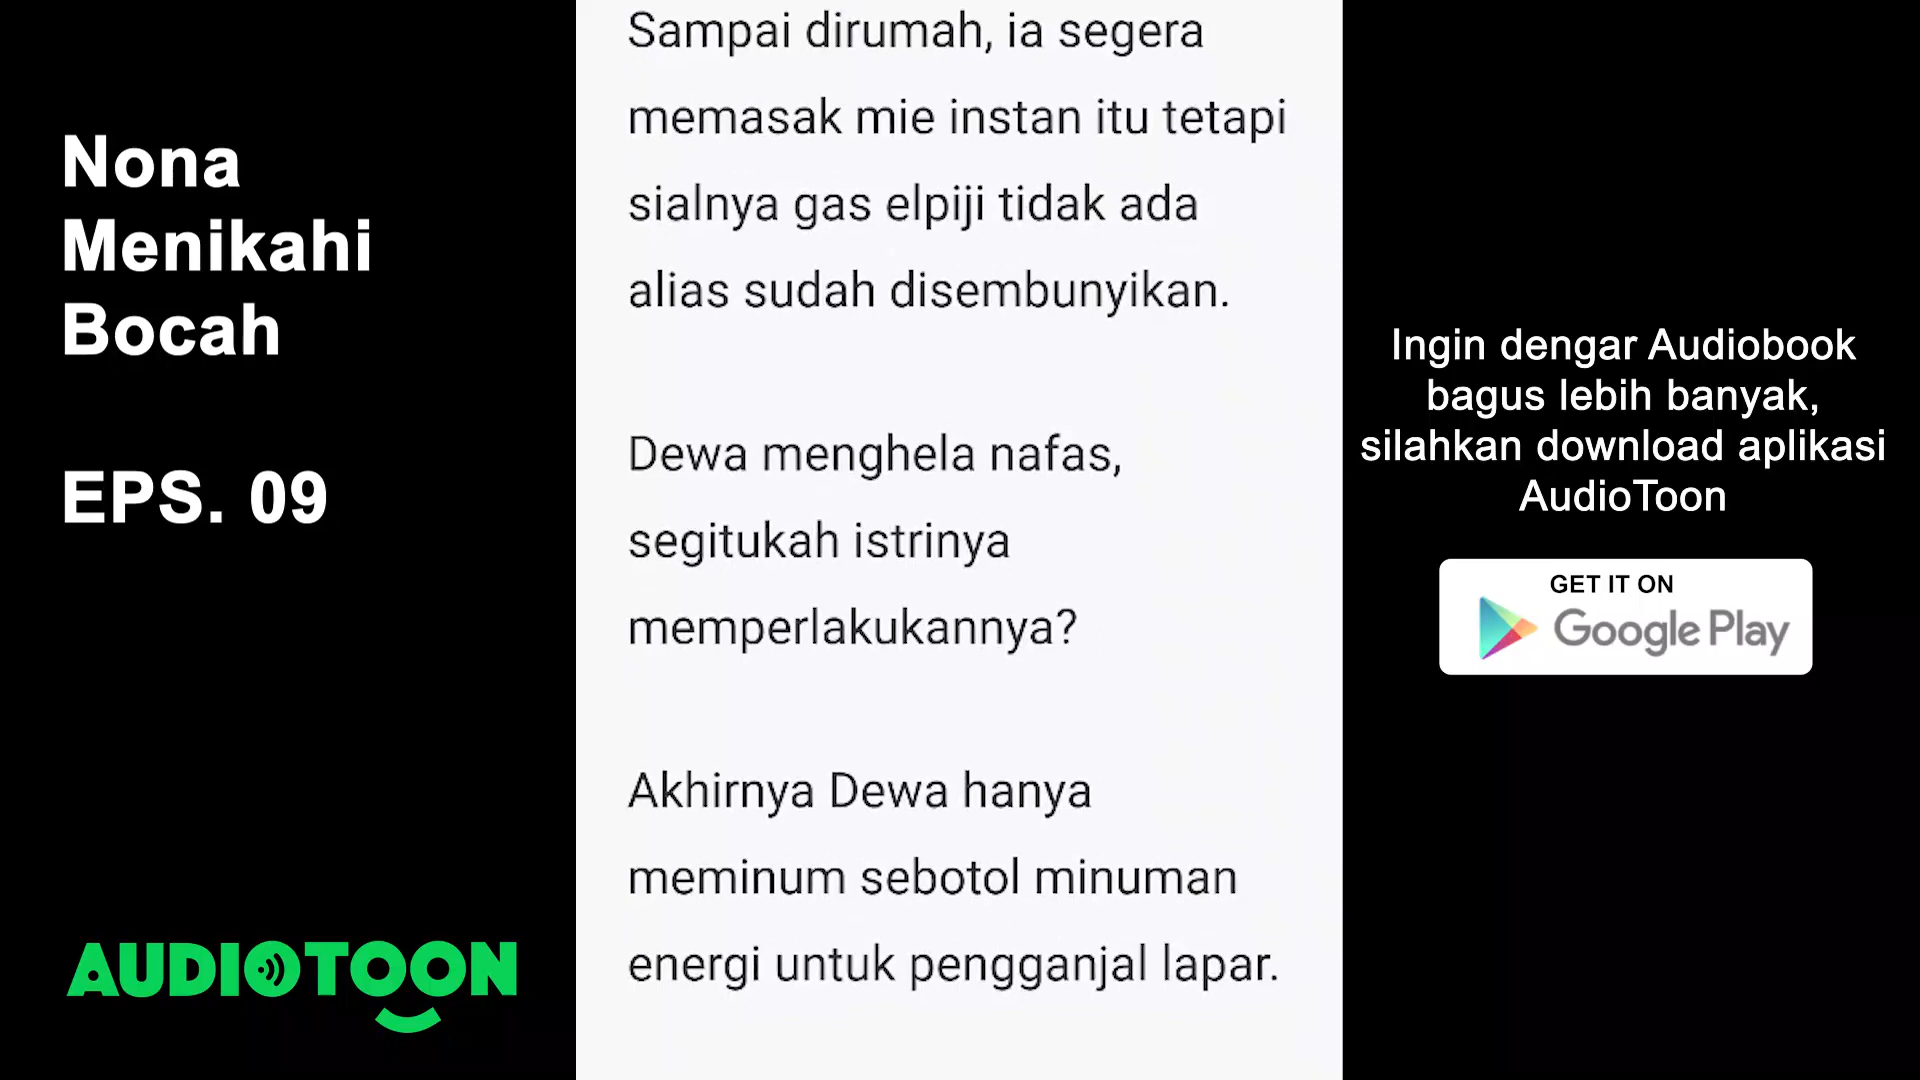 Nona
Menikahi
Bocah
EPS. 09
AUDIOTOON
Sampai dirumah, ia segera
memasak mie instan itu tetapi
sialnya gas elpiji tidak ada
alias sudah disembunyikan.
Dewa menghela nafas,
segitukah istrinya
memperlakukannya?
Akhirnya Dewa hanya
meminum sebotol minuman
energi untuk pengganjal lapar.
Ingin dengar Audiobook
bagus lebih banyak,
silahkan download aplikasi
AudioToon
GET IT ON
Google Play